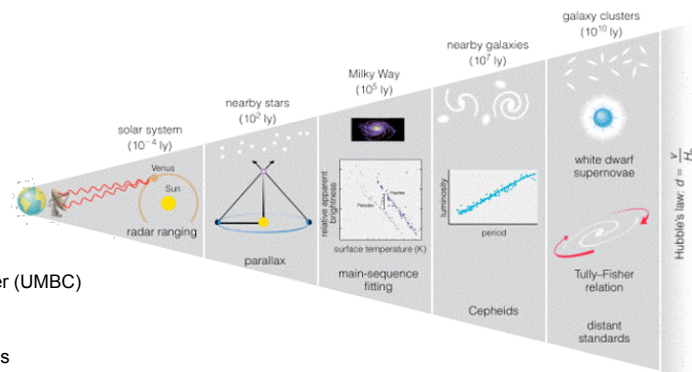 solar system
(10⁻⁴ ly)
Venus
Sun
radar ranging
nearby stars
(10² ly)
parallax
Milky Way
(10⁵ ly)
relative apparent
brightness
Pleiades
Hyades
surface temperature (K)
main-sequence
fitting
nearby galaxies
(10⁷ ly)
luminosity
period
Cepheids
galaxy clusters
(10¹⁰ ly)
white dwarf
supernovae
Tully–Fisher
relation
distant
standards
Hubble's law: d = v/H₀
er (UMBC)
s